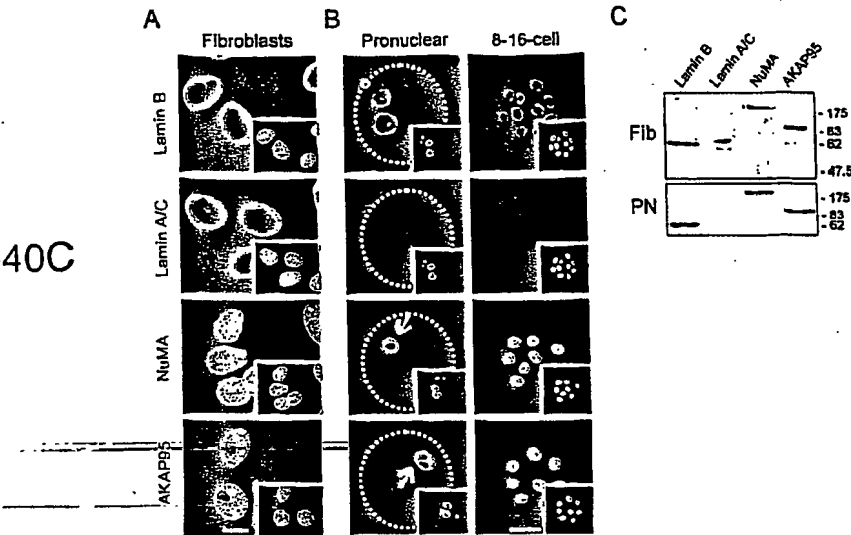 A
B
C
Fibroblasts
Pronuclear
8-16-cell
Lamin B
Lamin A/C
NuMA
AKAP95
Lamin B
Lamin A/C
NuMA
AKAP95
Fib
- 175
- 83
- 62
- 47.5
PN
- 175
- 83
- 62
40C